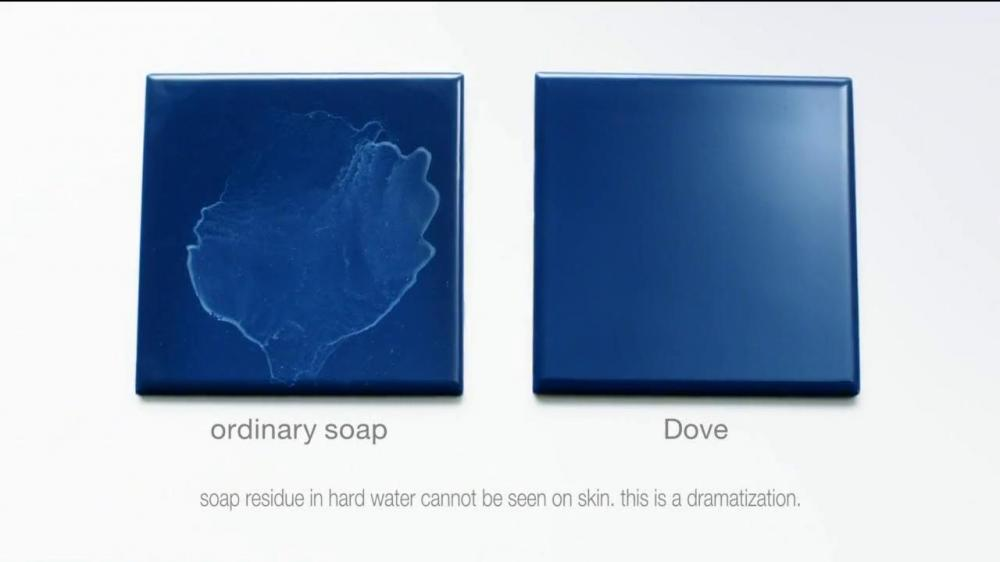 ordinary soap
Dove
soap residue in hard water cannot be seen on skin. this is a dramatization.